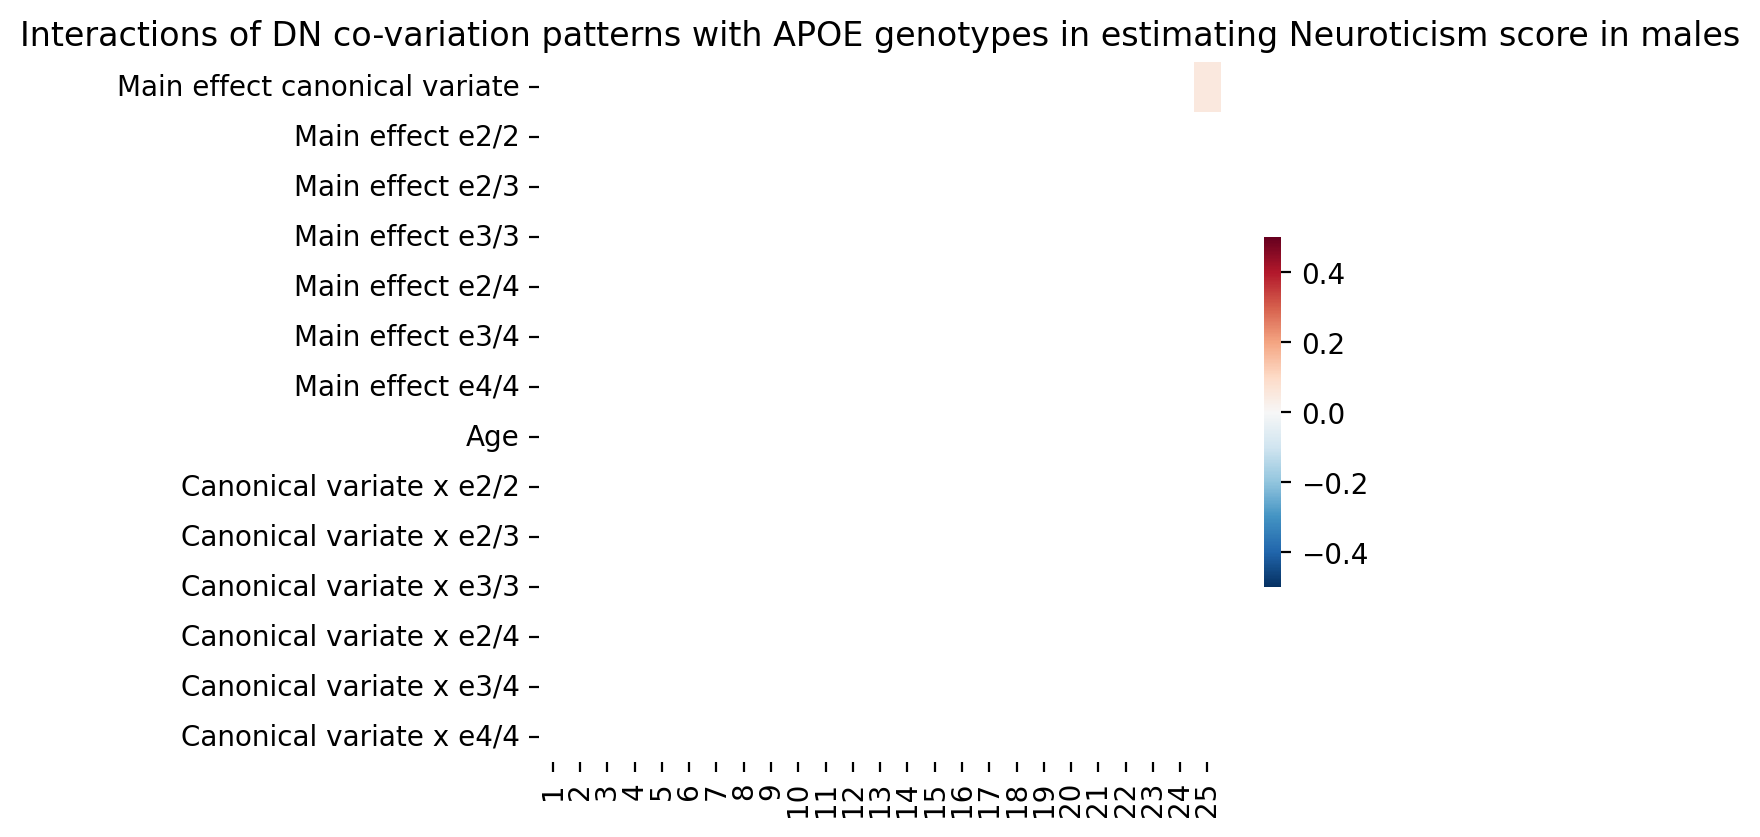 Interactions of DN co-variation patterns with APOE genotypes in estimating Neuroticism score in males
Main effect canonical variate
Main effect e2/2
Main effect e2/3
Main effect e3/3
Main effect e2/4
Main effect e3/4
Main effect e4/4
Age
Canonical variate x e2/2
Canonical variate x e2/3
Canonical variate x e3/3
Canonical variate x e2/4
Canonical variate x e3/4
Canonical variate x e4/4
1 2 3 4 5 6 7 8 9 10 11 12 13 14 15 16 17 18 19 20 21 22 23 24 25
0.4
0.2
0.0
−0.2
−0.4